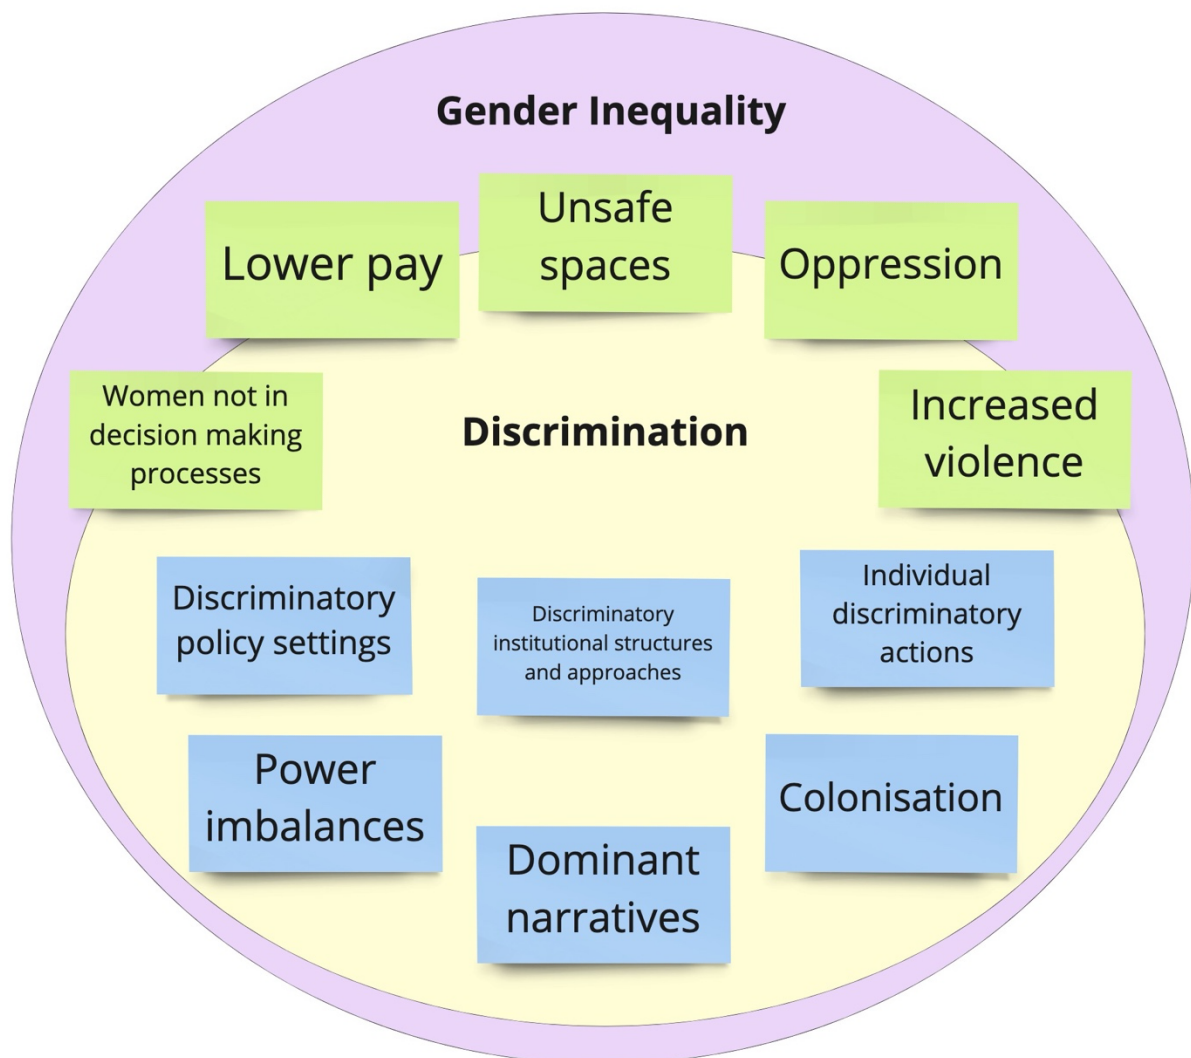 Gender Inequality
Unsafe
spaces
Lower pay
Oppression
Women not in
decision making
processes
Increased
violence
Discrimination
Discriminatory
policy settings
Discriminatory
institutional structures
and approaches
Individual
discriminatory
actions
Power
imbalances
Dominant
narratives
Colonisation